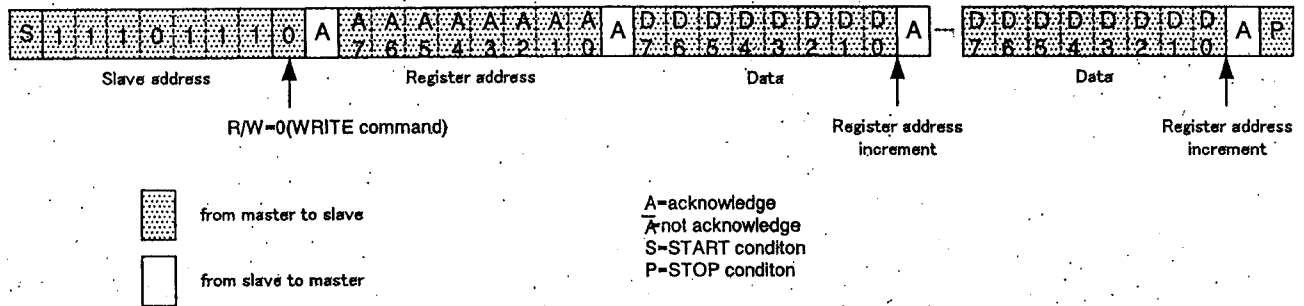 S 1 1 1 0 1 1 1 0 A A7 A6 A5 A4 A3 A2 A1 A0 A D7 D6 D5 D4 D3 D2 D1 D0 A --- D7 D6 D5 D4 D3 D2 D1 D0 A P
Slave address Register address Data Data
R/W=0(WRITE command)
Register address
increment
Register address
increment
from master to slave
from slave to master
A=acknowledge
A̅=not acknowledge
S=START conditon
P=STOP conditon